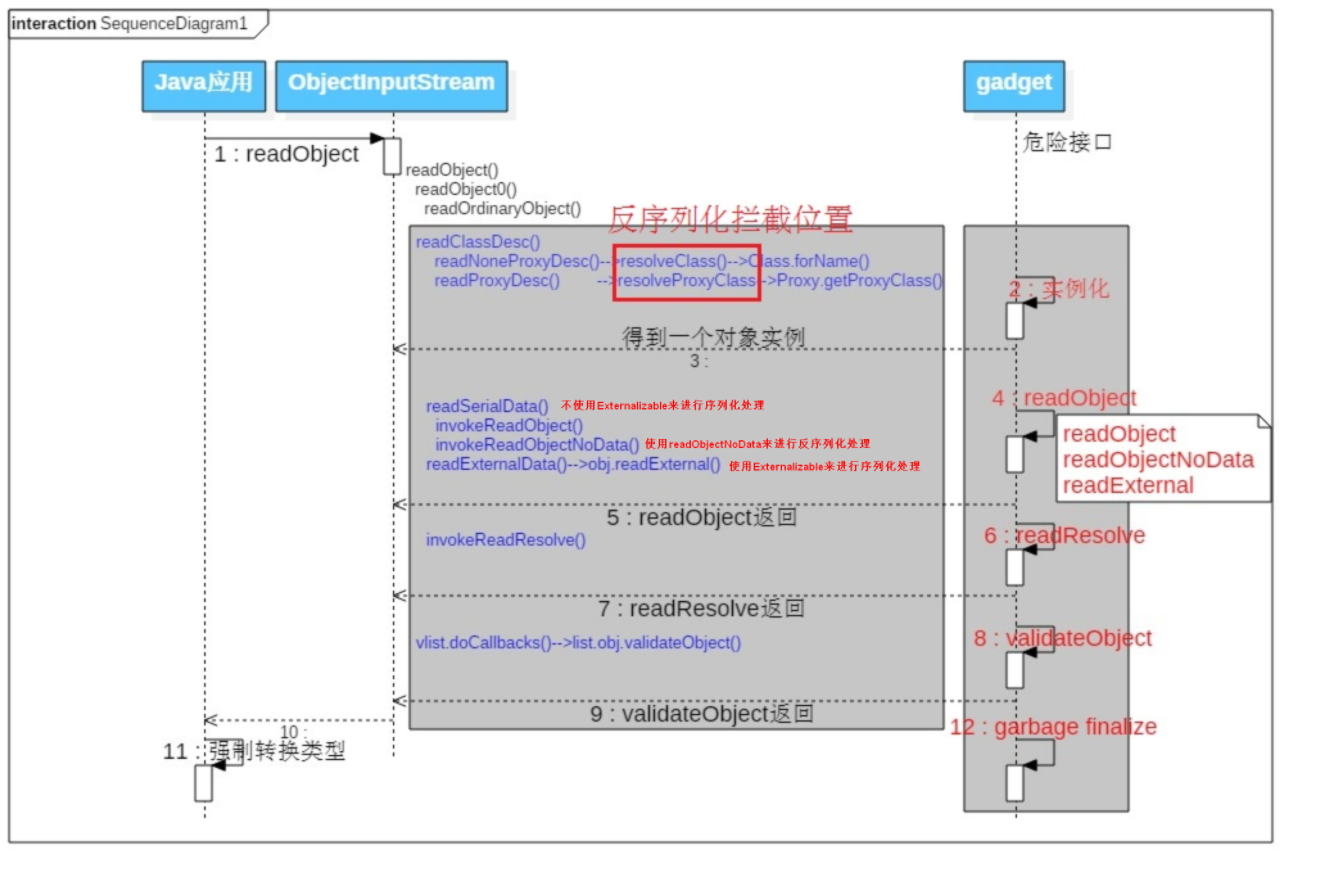 interaction SequenceDiagram1
Java应用
ObjectInputStream
gadget
危险接口
1 : readObject
readObject()
readObject0()
readOrdinaryObject()
反序列化拦截位置
readClassDesc()
readNoneProxyDesc()-->resolveClass()-->Class.forName()
readProxyDesc() -->resolveProxyClass-->Proxy.getProxyClass()
2 : 实例化
得到一个对象实例
3 :
4 : readObject
readSerialData() 不使用Externalizable来进行序列化处理
invokeReadObject()
invokeReadObjectNoData() 使用readObjectNoData来进行反序列化处理
readExternalData()-->obj.readExternal() 使用Externalizable来进行序列化处理
readObject
readObjectNoData
readExternal
5 : readObject返回
6 : readResolve
invokeReadResolve()
7 : readResolve返回
8 : validateObject
vlist.doCallbacks()-->list.obj.validateObject()
9 : validateObject返回
10 :
11 : 强制转换类型
12 : garbage finalize